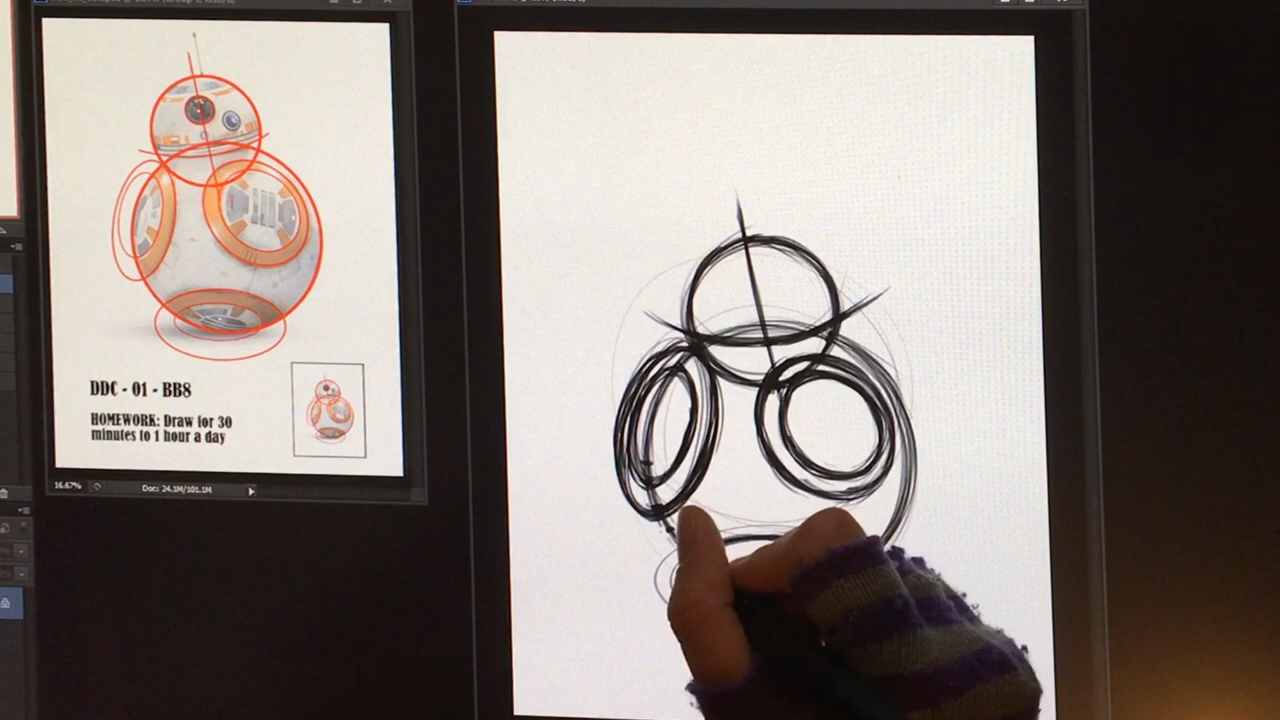 DDC - 01 - BB8
HOMEWORK: Draw for 30
minutes to 1 hour a day
16.67%
Doc: 24.1M/101.1M